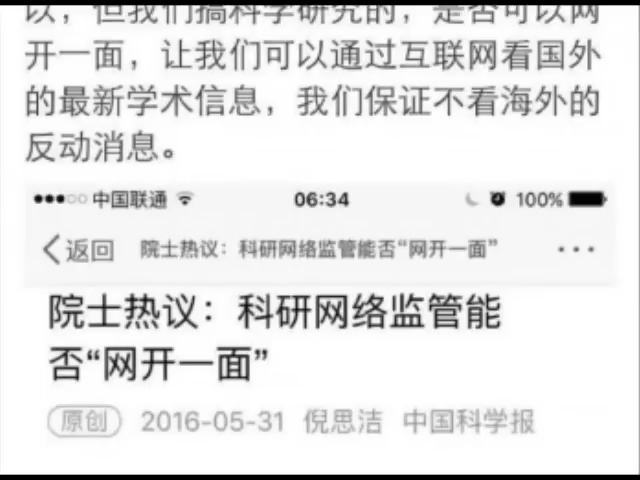 以，但我们搞科学研究的，是否可以网
开一面，让我们可以通过互联网看国外
的最新学术信息，我们保证不看海外的
反动消息。
中国联通 06:34 100%
返回 院士热议：科研网络监管能否“网开一面” ···
院士热议：科研网络监管能
否“网开一面”
原创 2016-05-31 倪思洁 中国科学报